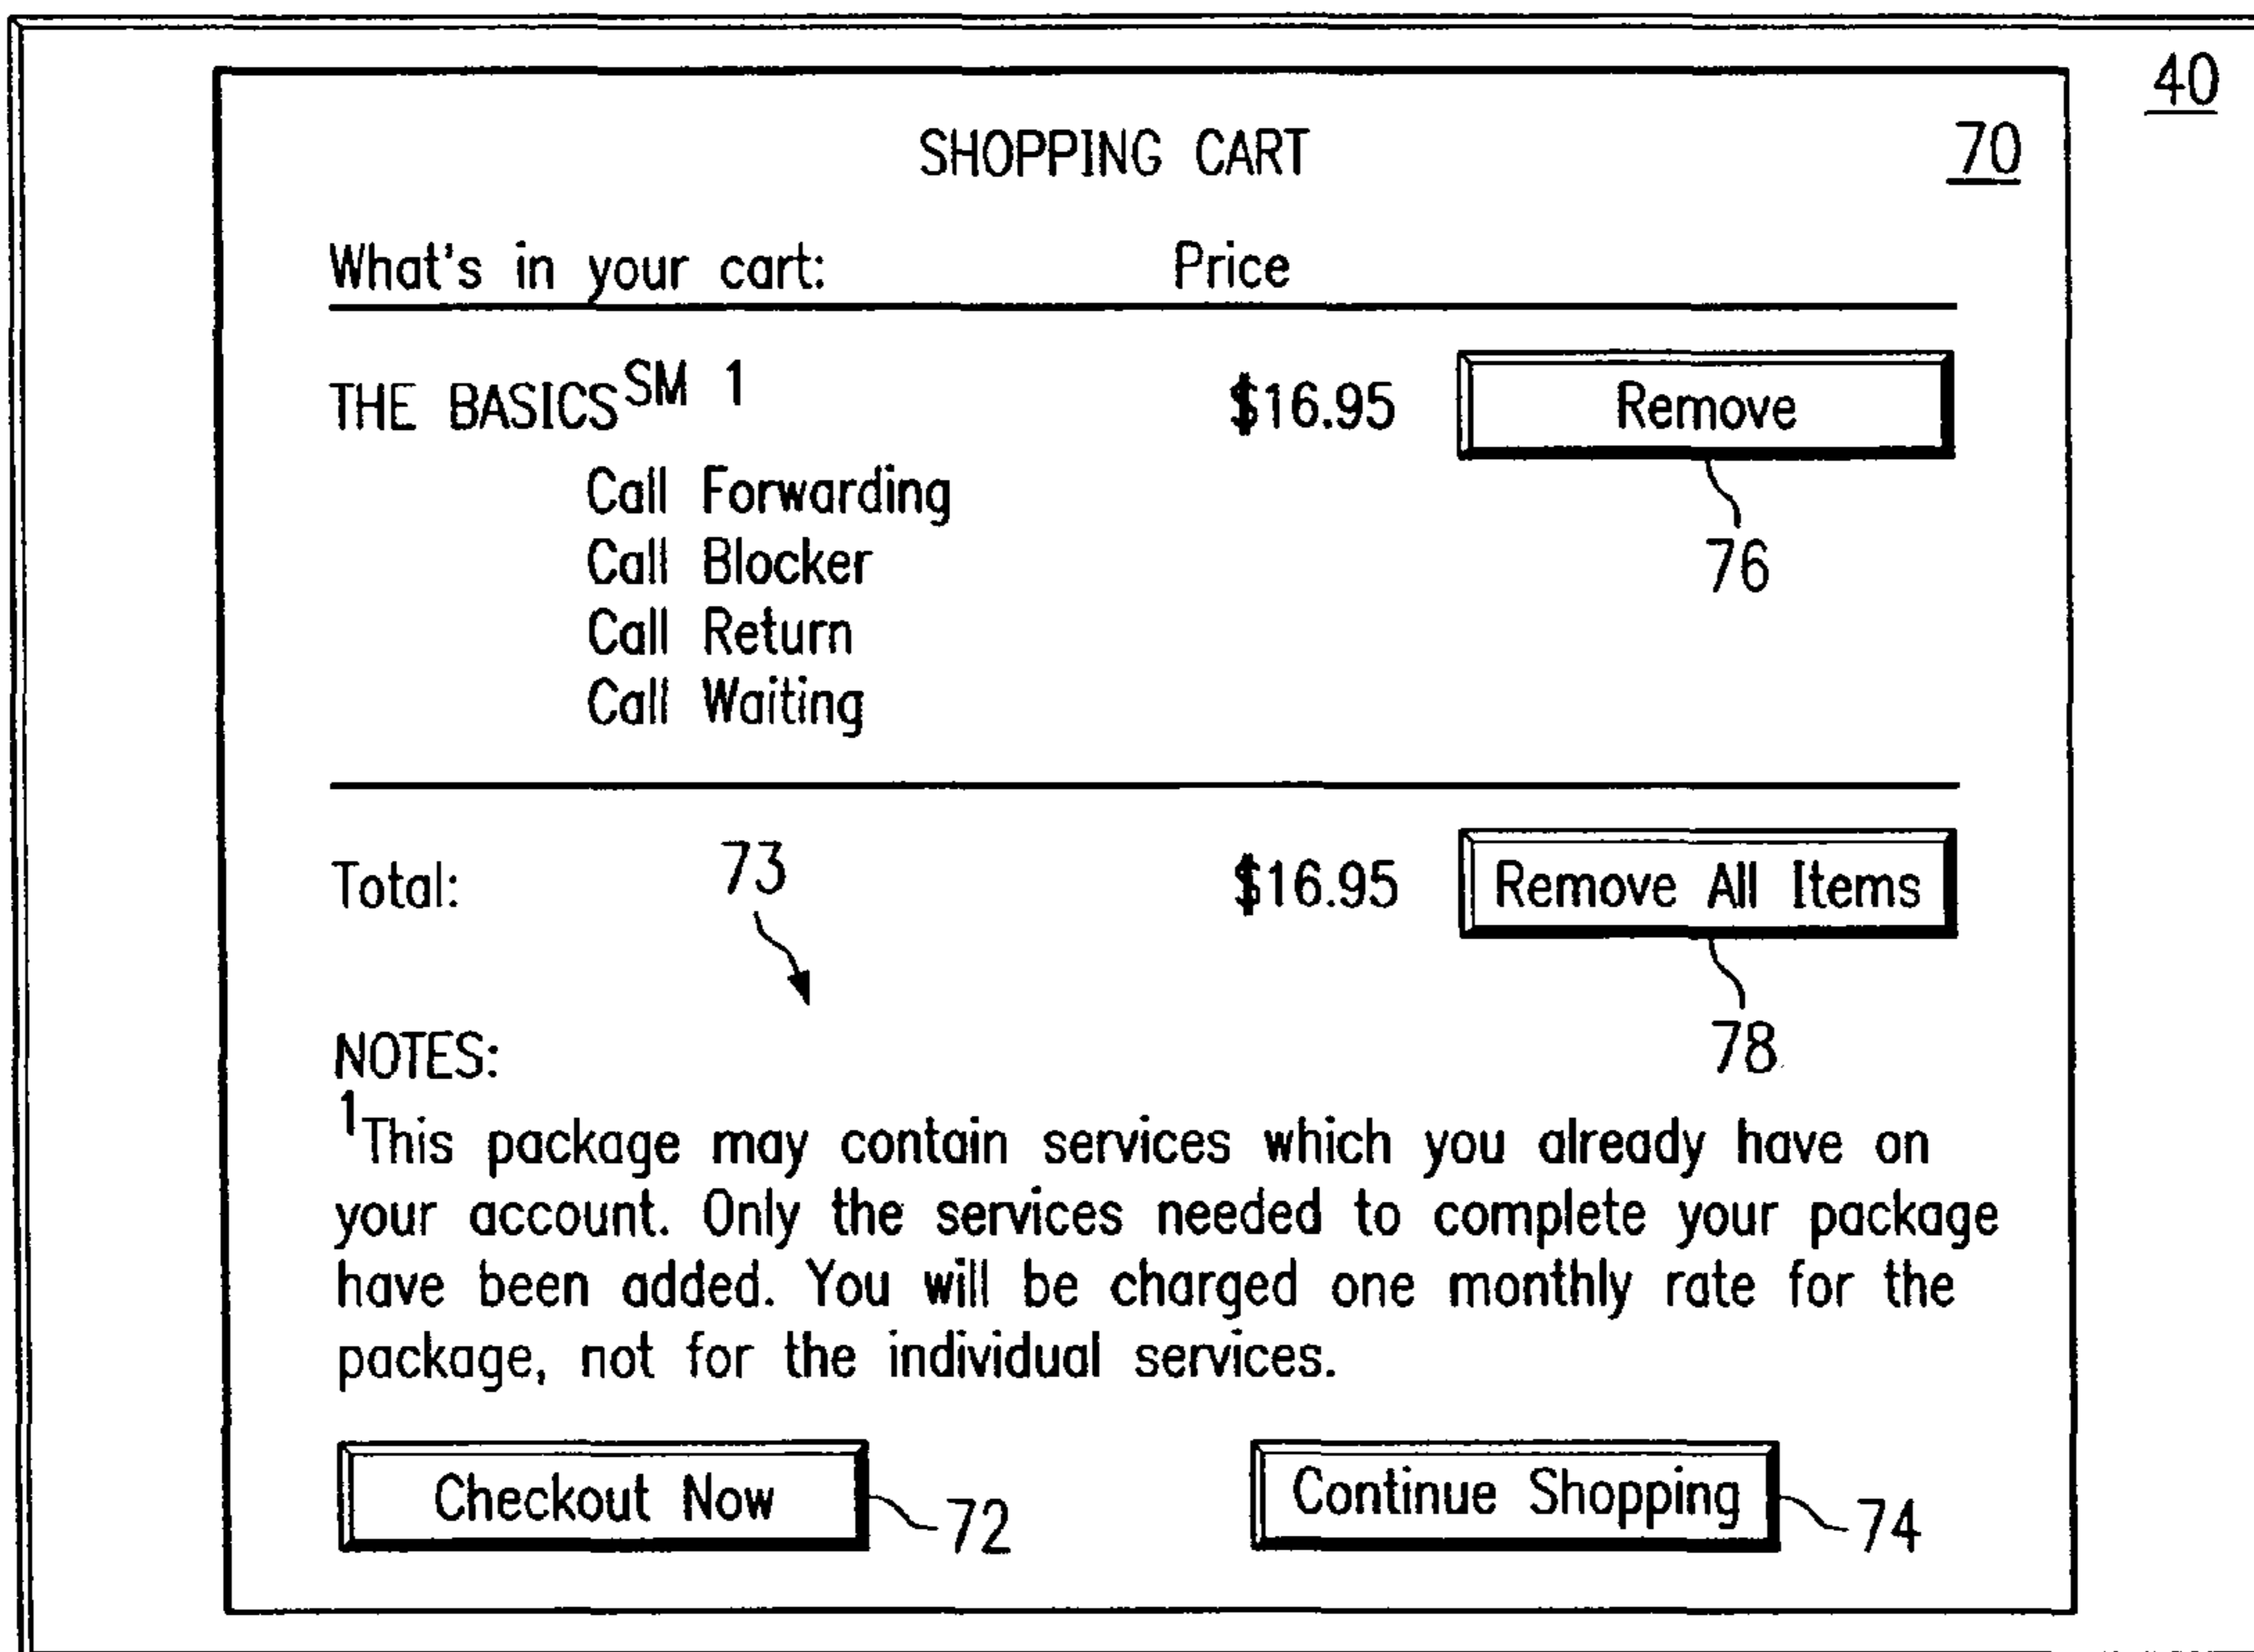 40
SHOPPING CART 70
What's in your cart: Price
THE BASICS SM 1 $16.95 Remove
Call Forwarding
76
Call Blocker
Call Return
Call Waiting
Total: 73 $16.95 Remove All Items
78
NOTES:
1This package may contain services which you already have on
your account. Only the services needed to complete your package
have been added. You will be charged one monthly rate for the
package, not for the individual services.
Checkout Now 72 Continue Shopping 74